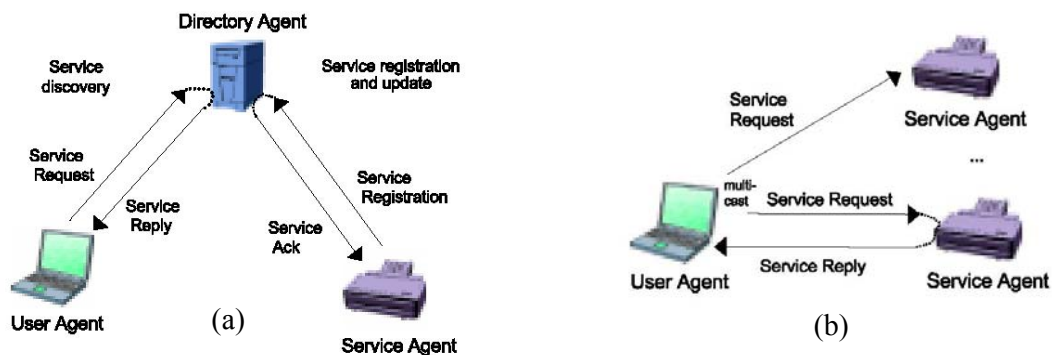 Directory Agent
Service
discovery
Service registration
and update
Service
Request
Service
Reply
Service
Registration
Service
Ack
User Agent
(a)
Service Agent
Service
Request
Service Agent
...
multi-
cast
Service Request
Service Reply
User Agent
Service Agent
(b)